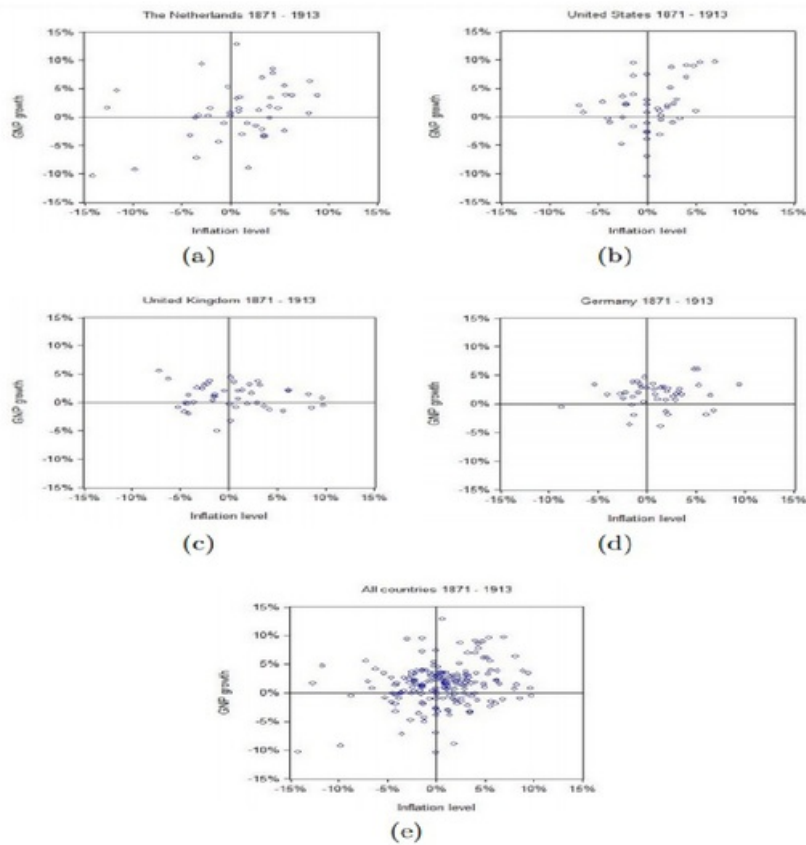 The Netherlands 1871 - 1913
15%
10%
5%
0%
-5%
-10%
-15%
GNP growth
-15% -10% -5% 0% 5% 10% 15%
Inflation level
(a)
United States 1871 - 1913
15%
10%
5%
0%
-5%
-10%
-15%
GNP growth
-15% -10% -5% 0% 5% 10% 15%
Inflation level
(b)
United Kingdom 1871 - 1913
15%
10%
5%
0%
-5%
-10%
-15%
GNP growth
-15% -10% -5% 0% 5% 10% 15%
Inflation level
(c)
Germany 1871 - 1913
15%
10%
5%
0%
-5%
-10%
-15%
GNP growth
-15% -10% -5% 0% 5% 10% 15%
Inflation level
(d)
All countries 1871 - 1913
15%
10%
5%
0%
-5%
-10%
-15%
GNP growth
-15% -10% -5% 0% 5% 10% 15%
Inflation level
(e)